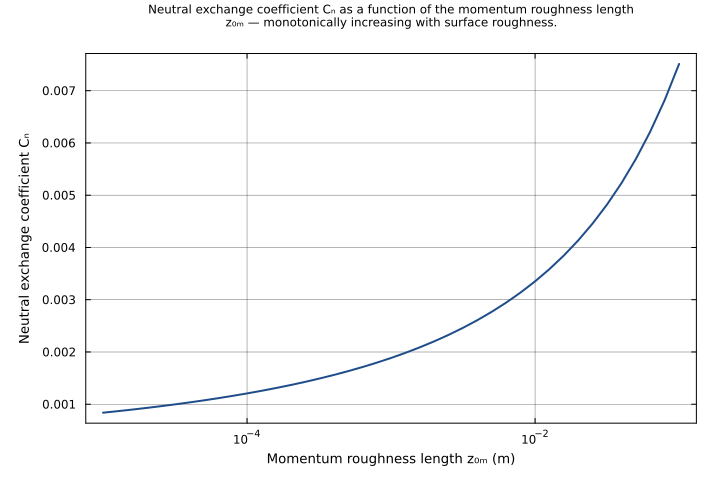 Neutral exchange coefficient Cₙ as a function of the momentum roughness length
z₀ₘ — monotonically increasing with surface roughness.
0.007
0.006
0.005
0.004
0.003
0.002
0.001
Neutral exchange coefficient Cₙ
10⁻⁴
10⁻²
Momentum roughness length z₀ₘ (m)